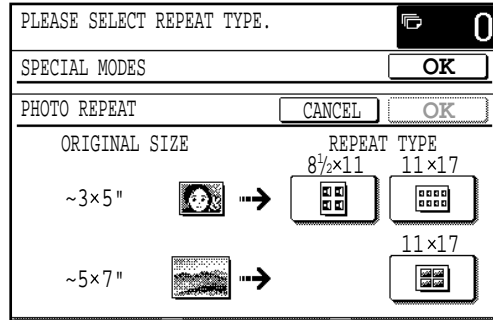 PLEASE SELECT REPEAT TYPE.
0
SPECIAL MODES
OK
PHOTO REPEAT
CANCEL
OK
ORIGINAL SIZE
REPEAT TYPE
8½×11
11×17
~3×5"
11×17
~5×7"